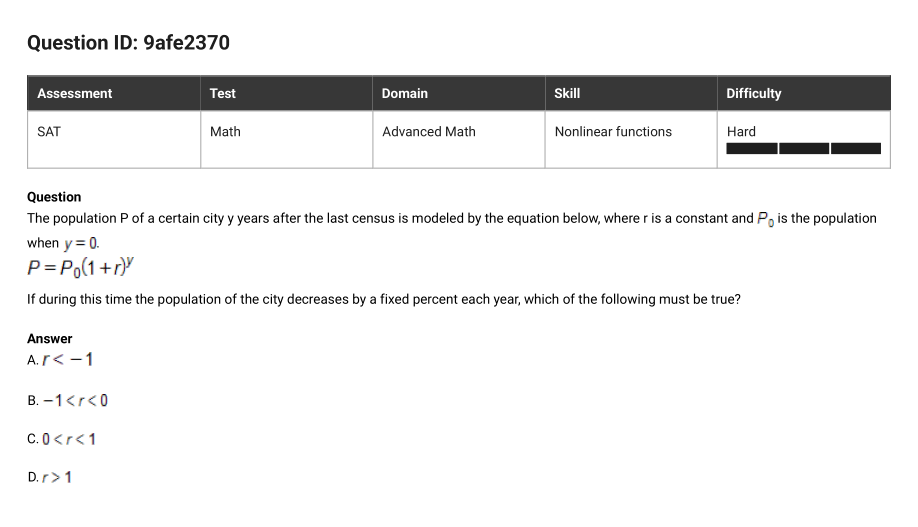 Question ID: 9afe2370
Assessment Test Domain Skill Difficulty
SAT Math Advanced Math Nonlinear functions Hard
Question
The population P of a certain city y years after the last census is modeled by the equation below, where r is a constant and P₀ is the population
when y = 0.
P = P₀(1 + r)ʸ
If during this time the population of the city decreases by a fixed percent each year, which of the following must be true?
Answer
A. r < −1
B. −1 < r < 0
C. 0 < r < 1
D. r > 1